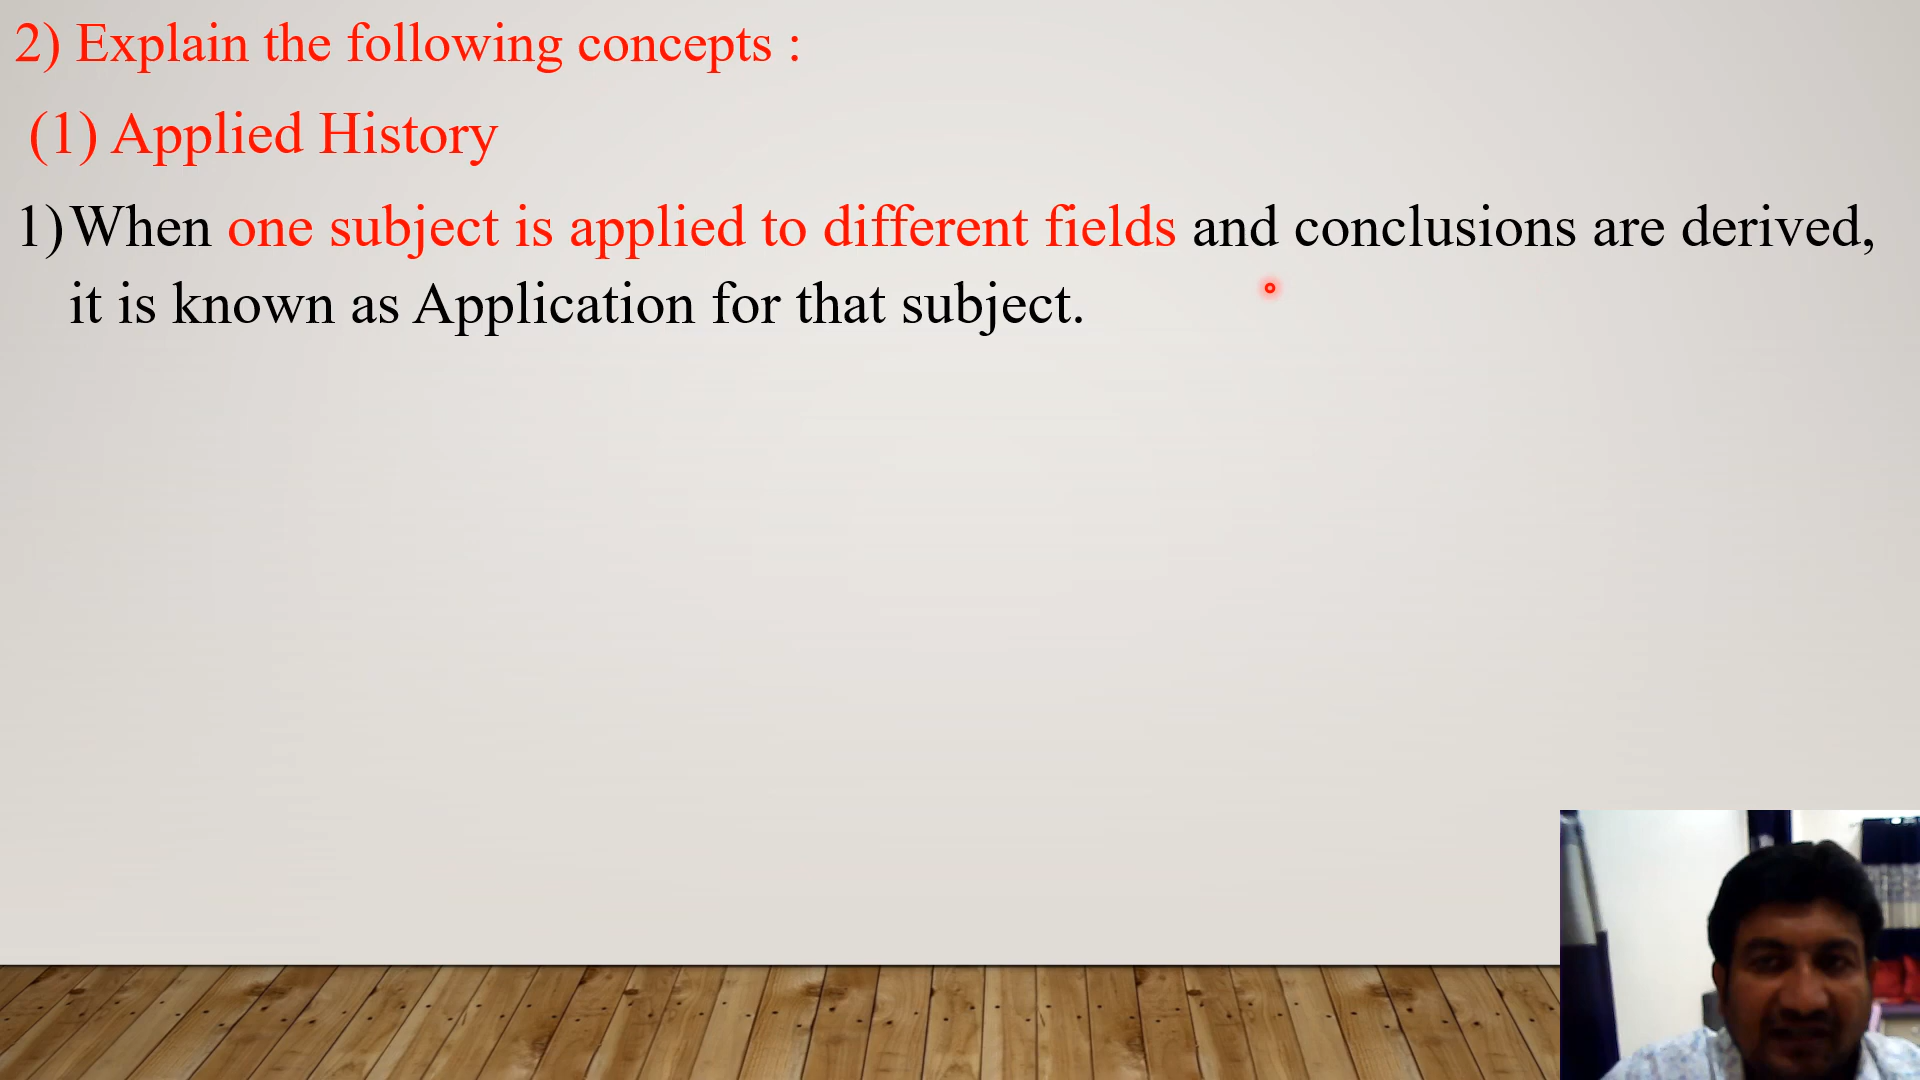 2) Explain the following concepts :
(1) Applied History
1) When one subject is applied to different fields and conclusions are derived,
it is known as Application for that subject.